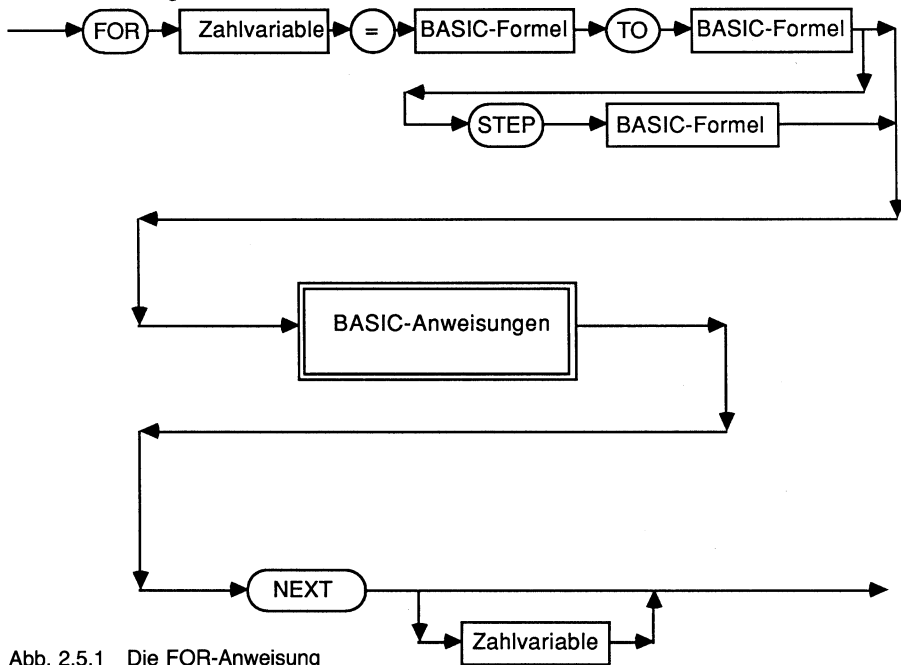 FOR Zahlvariable = BASIC-Formel TO BASIC-Formel
STEP BASIC-Formel
BASIC-Anweisungen
NEXT
Zahlvariable
Abb. 2.5.1 Die FOR-Anweisung